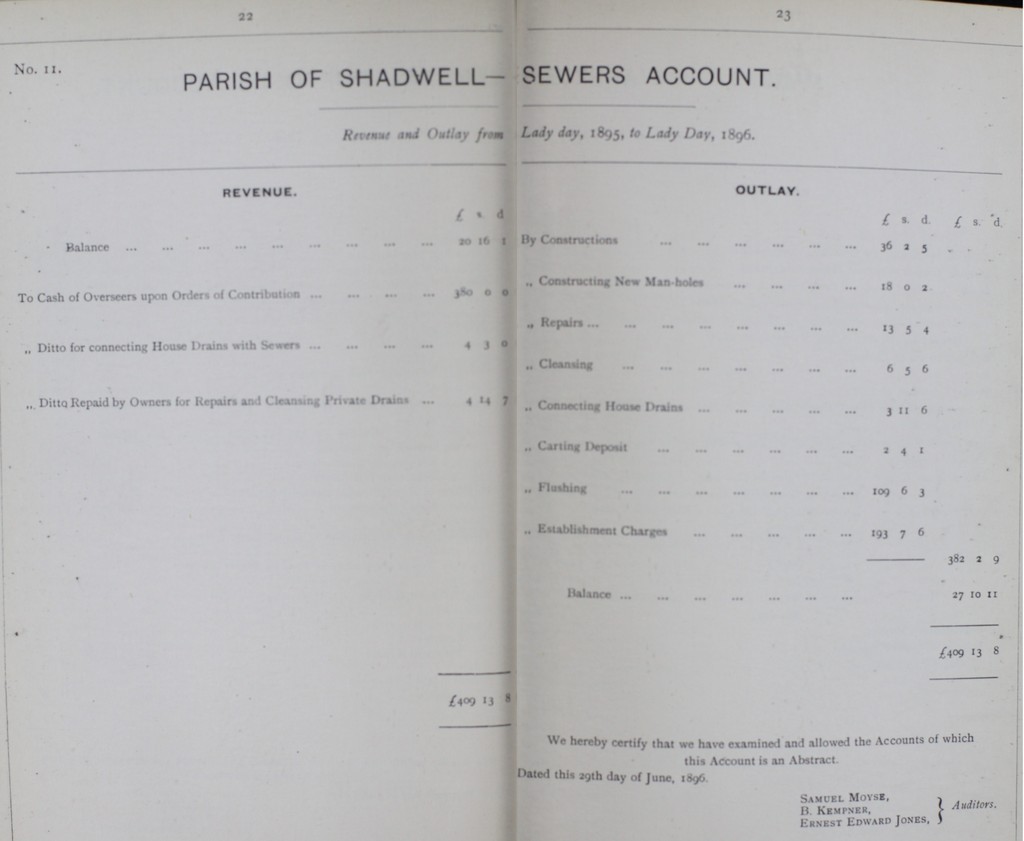 22
No. 11.
PARISH OF SHADWELL—
Revenue and Outlay from
REVENUE.
£ s. d
Balance ... ... ... ... ... ... ... ... ... 20 16 1
To Cash of Overseers upon Orders of Contribution ... ... ... ... 380 0 0
„ Ditto for connecting House Drains with Sewers ... ... ... ... 4 3 0
„ Ditto Repaid by Owners for Repairs and Cleansing Private Drains ... 4 14 7
£409 13 8
23
SEWERS ACCOUNT.
Lady day, 1895, to Lady Day, 1896.
OUTLAY.
£ s. d. £ s. d.
By Constructions ... ... ... ... ... ... 36 2 5
„ Constructing New Man-holes ... ... ... ... 18 0 2
„ Repairs ... ... ... ... ... ... ... ... 13 5 4
„ Cleansing ... ... ... ... ... ... ... 6 5 6
„ Connecting House Drains ... ... ... ... ... 3 11 6
„ Carting Deposit ... ... ... ... ... ... 2 4 1
„ Flushing ... ... ... ... ... ... ... 109 6 3
„ Establishment Charges ... ... ... ... ... 193 7 6
382 2 9
Balance ... ... ... ... ... ... ... 27 10 11
£409 13 8
We hereby certify that we have examined and allowed the Accounts of which
this Account is an Abstract.
Dated this 29th day of June, 1896.
SAMUEL MOYSE,
B. KEMPNER,
ERNEST EDWARD JONES,
} Auditors.